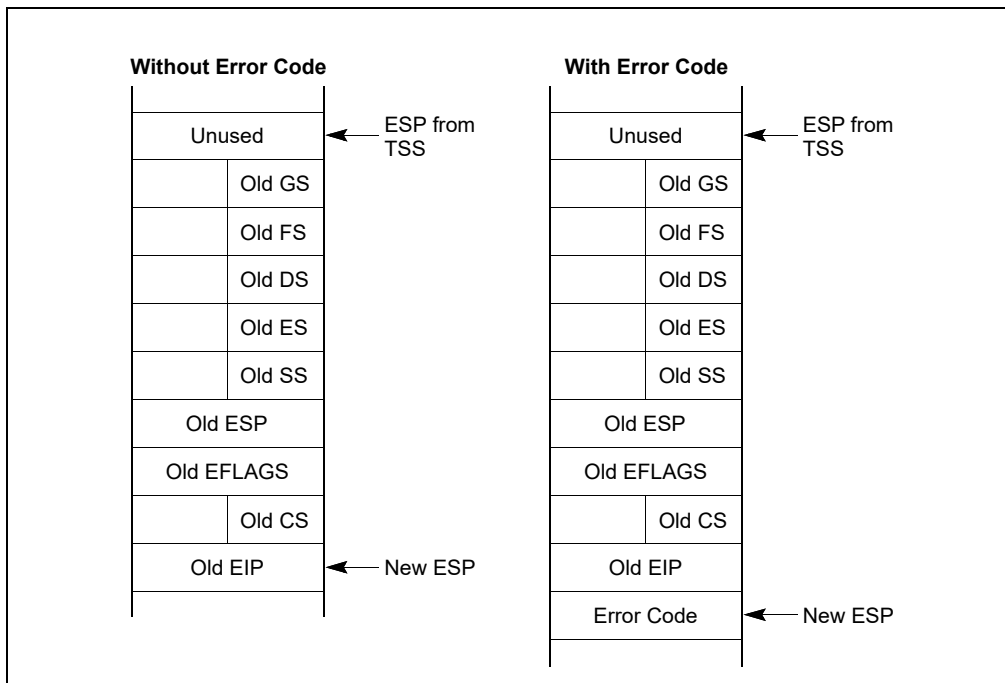 Without Error Code
Unused
ESP from
TSS
Old GS
Old FS
Old DS
Old ES
Old SS
Old ESP
Old EFLAGS
Old CS
Old EIP
New ESP
With Error Code
Unused
ESP from
TSS
Old GS
Old FS
Old DS
Old ES
Old SS
Old ESP
Old EFLAGS
Old CS
Old EIP
Error Code
New ESP